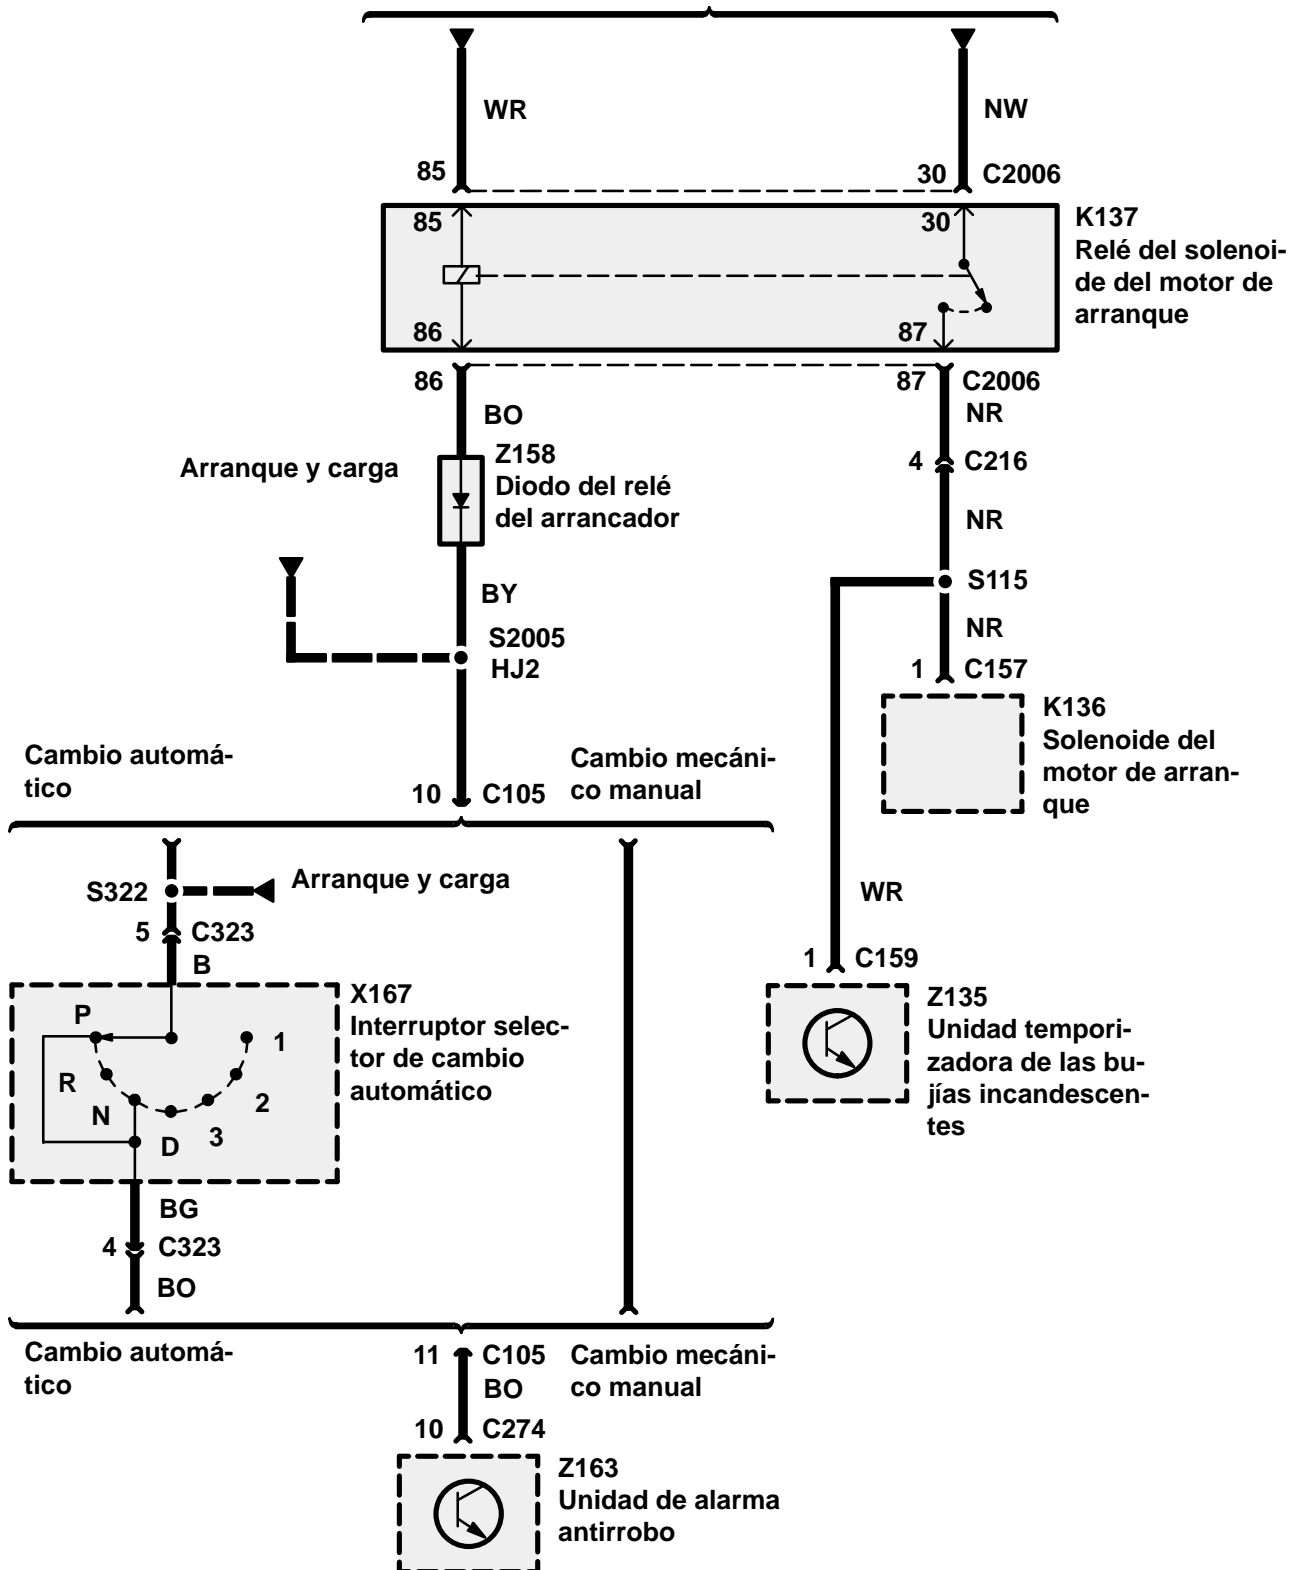 WR
NW
85
30 C2006
85
30
K137
Relé del solenoi-
de del motor de
arranque
86
87
86
87 C2006
BO
NR
Z158
Diodo del relé
del arrancador
Arranque y carga
4 C216
NR
BY
S115
S2005
HJ2
NR
1 C157
K136
Solenoide del
motor de arran-
que
Cambio automá-
tico
10 C105
Cambio mecáni-
co manual
S322
Arranque y carga
5 C323
B
WR
1 C159
X167
Interruptor selec-
tor de cambio
automático
P
R
N
D
3
2
1
Z135
Unidad tempori-
zadora de las bu-
jías incandescen-
tes
BG
4 C323
BO
Cambio automá-
tico
11 C105
BO
10 C274
Cambio mecáni-
co manual
Z163
Unidad de alarma
antirrobo